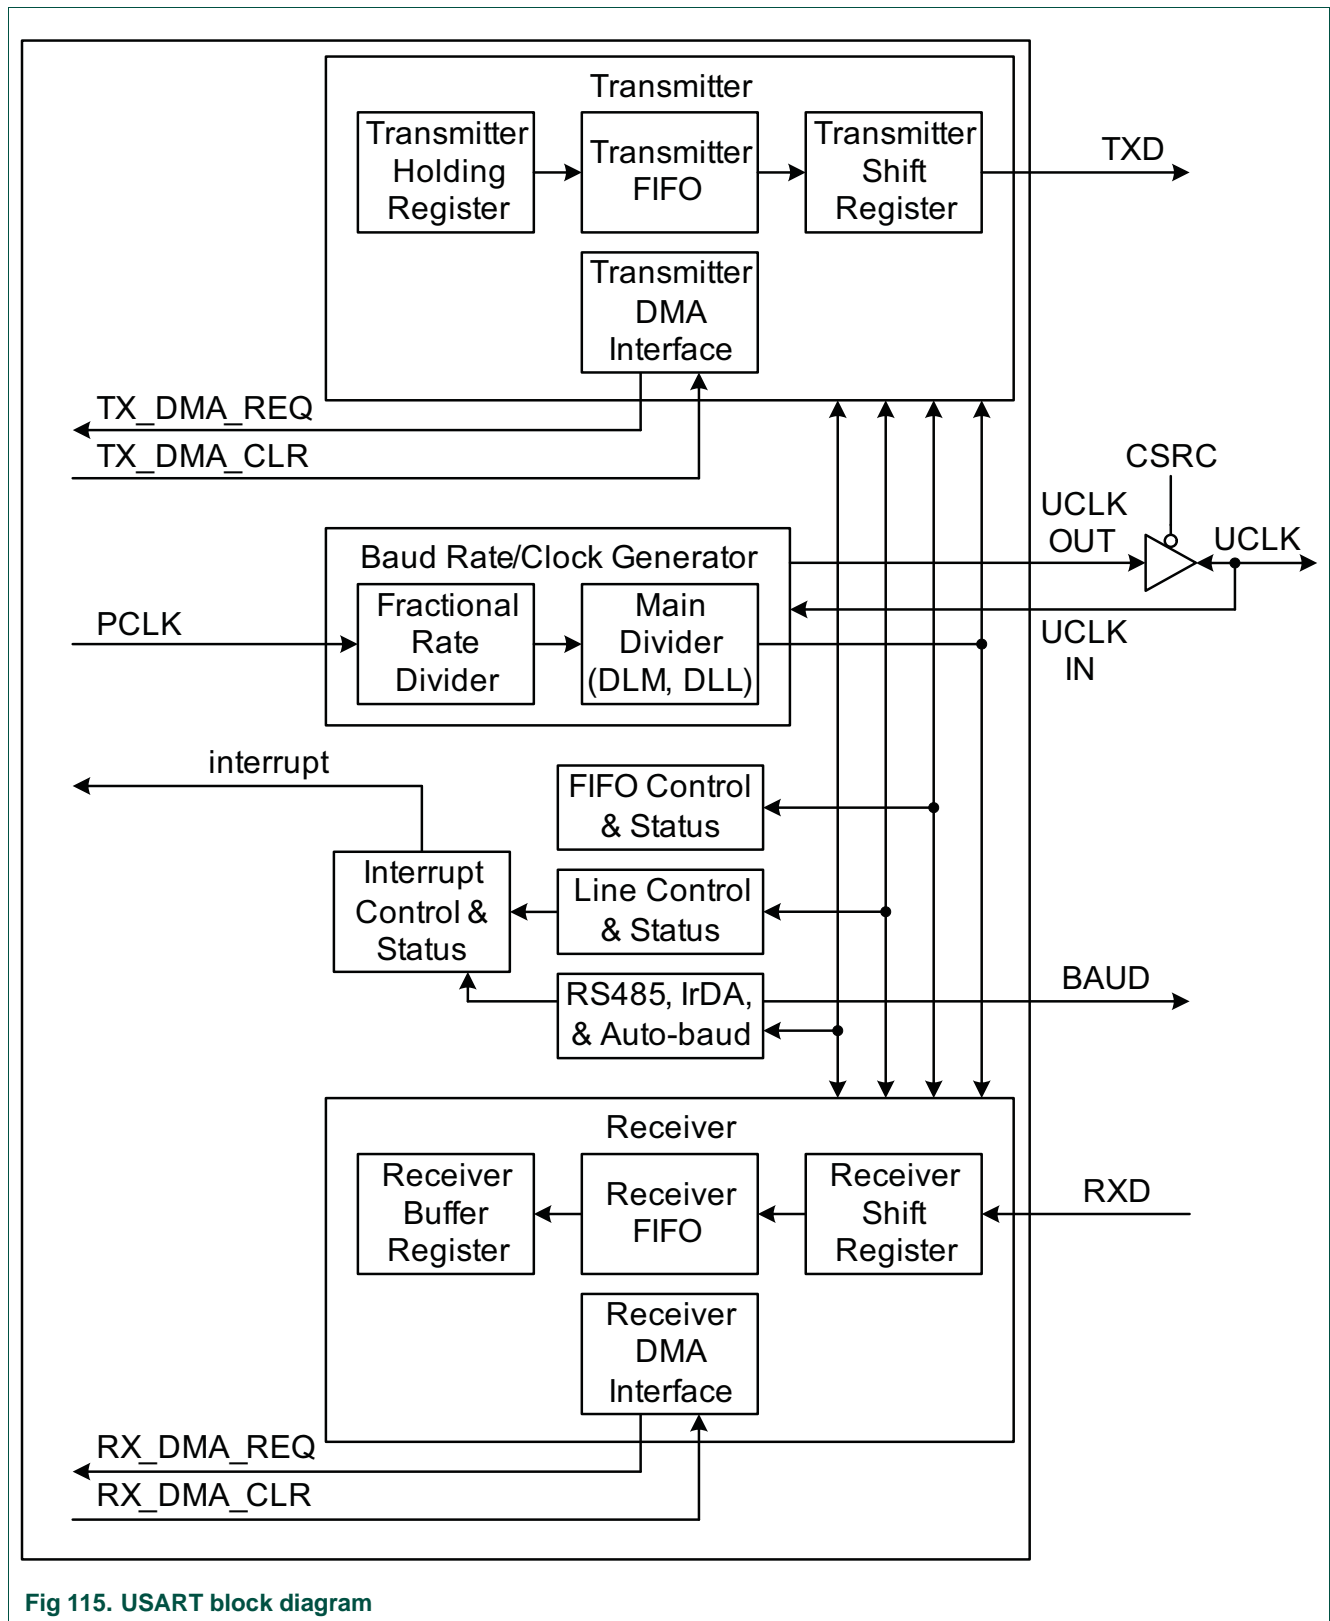 Transmitter
Transmitter
Holding
Register
Transmitter
FIFO
Transmitter
Shift
Register
TXD
Transmitter
DMA
Interface
TX_DMA_REQ
TX_DMA_CLR
CSRC
UCLK
OUT
UCLK
Baud Rate/Clock Generator
PCLK
Fractional
Rate
Divider
Main
Divider
(DLM, DLL)
UCLK
IN
interrupt
FIFO Control
& Status
Interrupt
Control &
Status
Line Control
& Status
RS485, IrDA,
& Auto-baud
BAUD
Receiver
Receiver
Buffer
Register
Receiver
FIFO
Receiver
Shift
Register
RXD
Receiver
DMA
Interface
RX_DMA_REQ
RX_DMA_CLR
Fig 115. USART block diagram